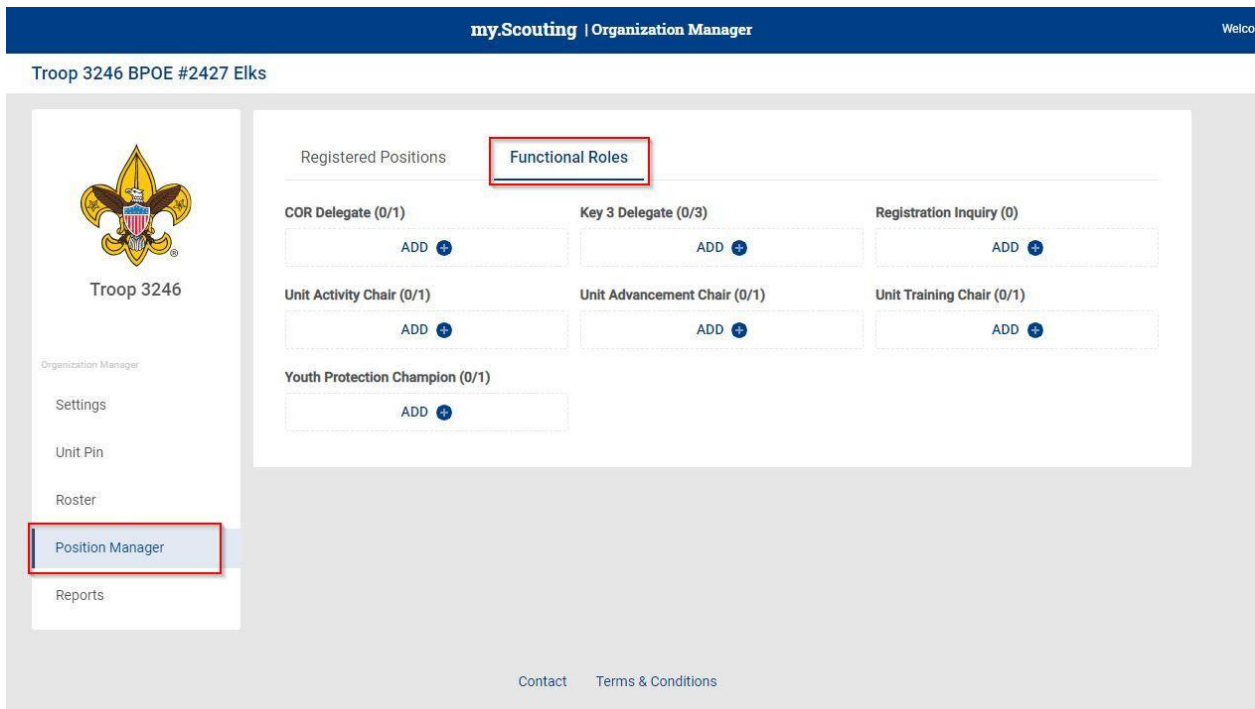 my.Scouting | Organization Manager
Troop 3246 BPOE #2427 Elks
Troop 3246
Organization Manager
Settings
Unit Pin
Roster
Position Manager
Reports
Registered Positions Functional Roles
COR Delegate (0/1) Key 3 Delegate (0/3) Registration Inquiry (0)
ADD ADD ADD
Unit Activity Chair (0/1) Unit Advancement Chair (0/1) Unit Training Chair (0/1)
ADD ADD ADD
Youth Protection Champion (0/1)
ADD
Contact Terms & Conditions